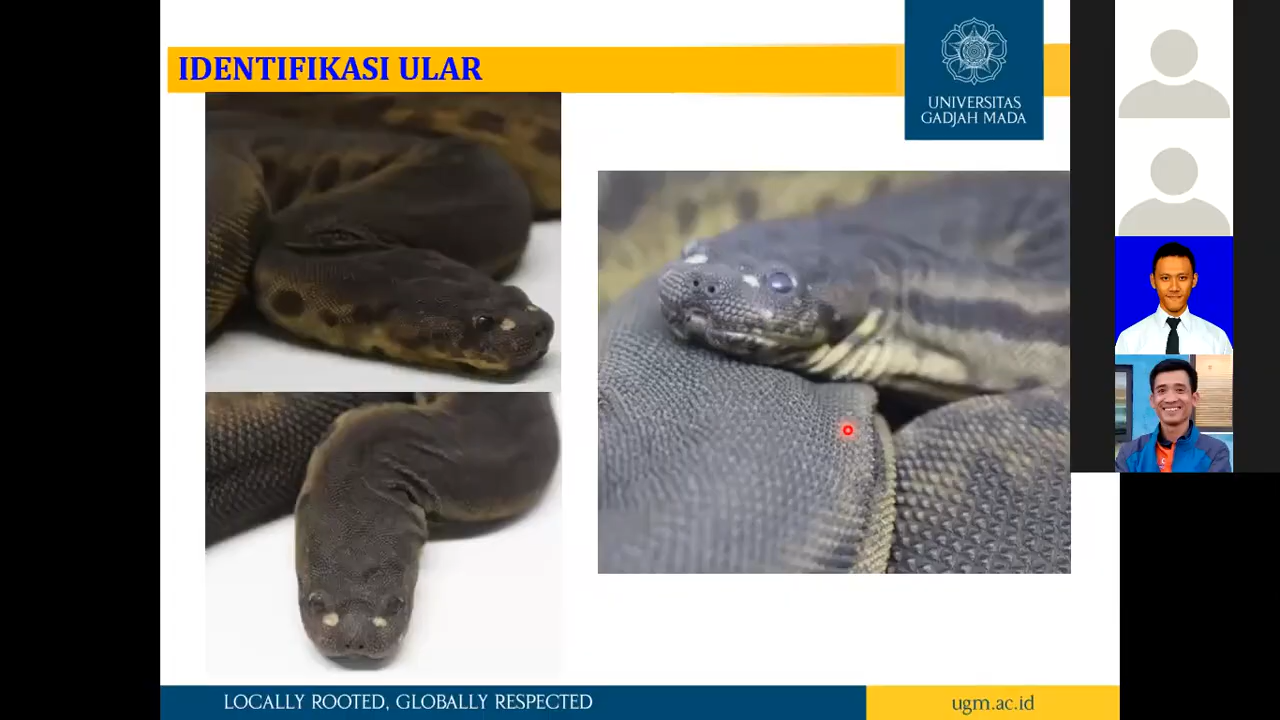 IDENTIFIKASI ULAR
UNIVERSITAS
GADJAH MADA
LOCALLY ROOTED, GLOBALLY RESPECTED
ugm.ac.id